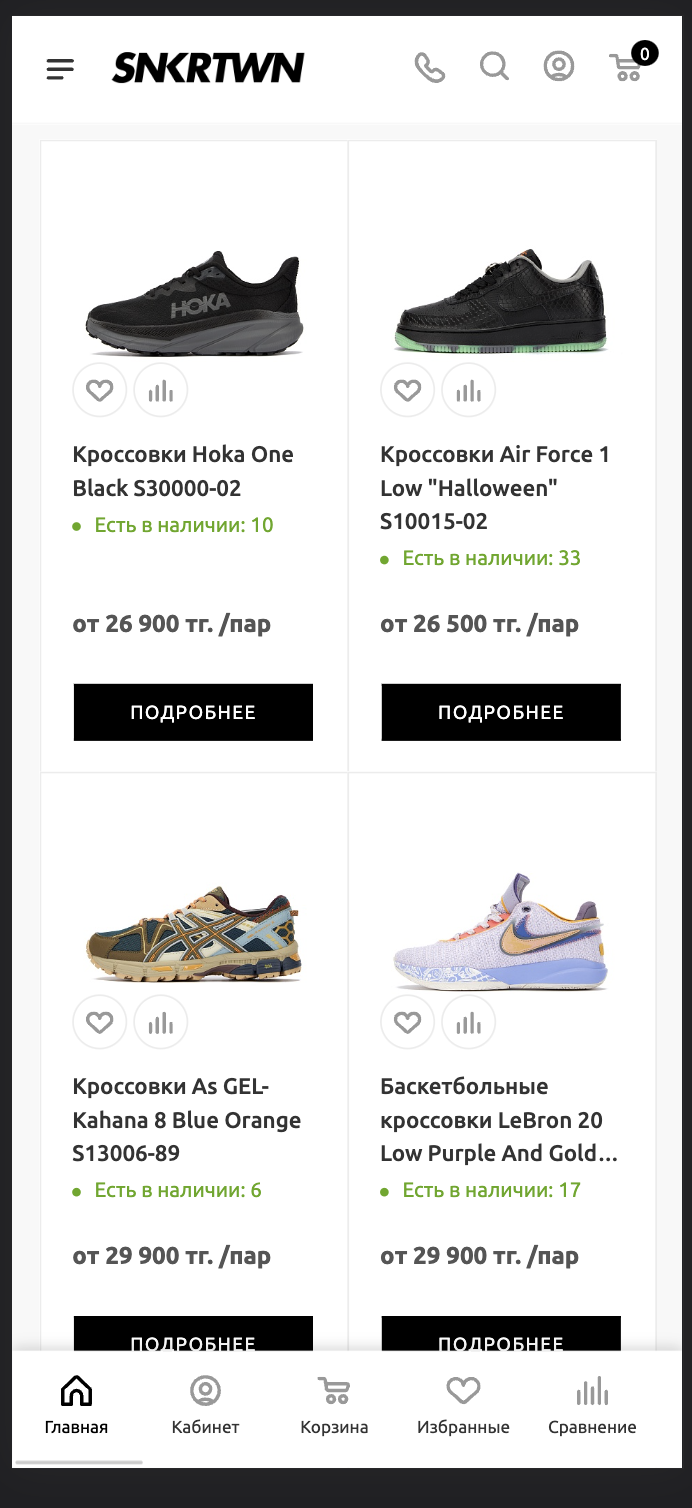 SNKRTWN
0
HOKA
Кроссовки Hoka One
Black S30000-02
Есть в наличии: 10
от 26 900 тг. /пар
ПОДРОБНЕЕ
Кроссовки Air Force 1
Low "Halloween"
S10015-02
Есть в наличии: 33
от 26 500 тг. /пар
ПОДРОБНЕЕ
Кроссовки As GEL-
Kahana 8 Blue Orange
S13006-89
Есть в наличии: 6
от 29 900 тг. /пар
ПОДРОБНЕЕ
Баскетбольные
кроссовки LeBron 20
Low Purple And Gold...
Есть в наличии: 17
от 29 900 тг. /пар
ПОДРОБНЕЕ
Главная
Кабинет
Корзина
Избранные
Сравнение